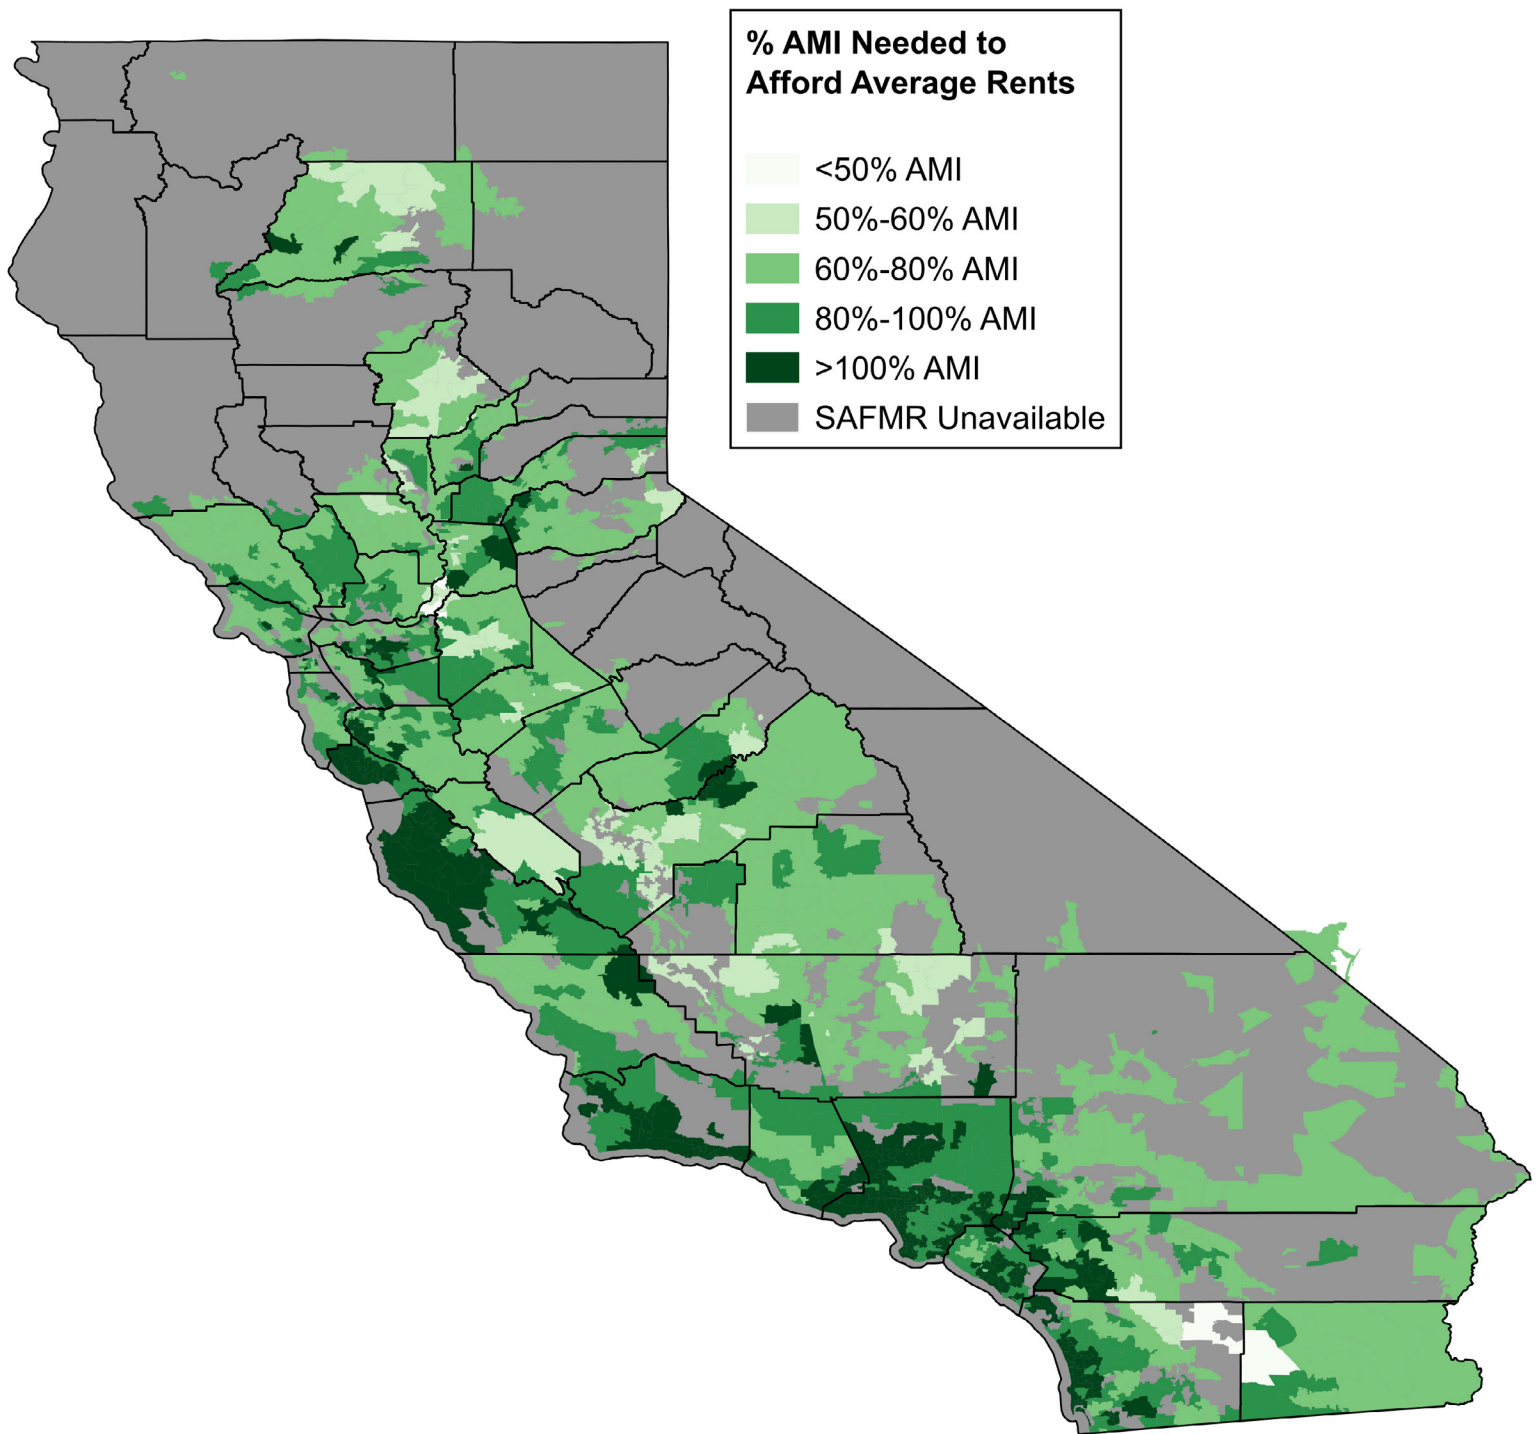 % AMI Needed to
Afford Average Rents
<50% AMI
50%-60% AMI
60%-80% AMI
80%-100% AMI
>100% AMI
SAFMR Unavailable